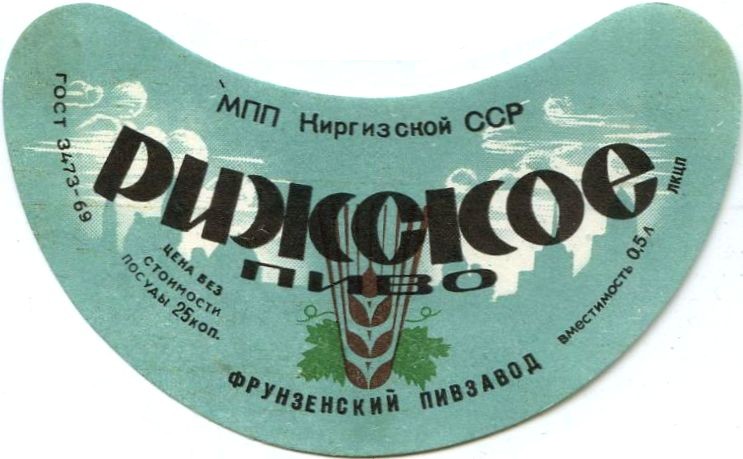 МПП Киргизской ССР
ГОСТ 3473-69
РИЖСКОЕ
ПИВО
ЛКЦП
ЦЕНА БЕЗ
СТОИМОСТИ
ПОСУДЫ 25коп.
вместимость 0,5л
ФРУНЗЕНСКИЙ ПИВЗАВОД